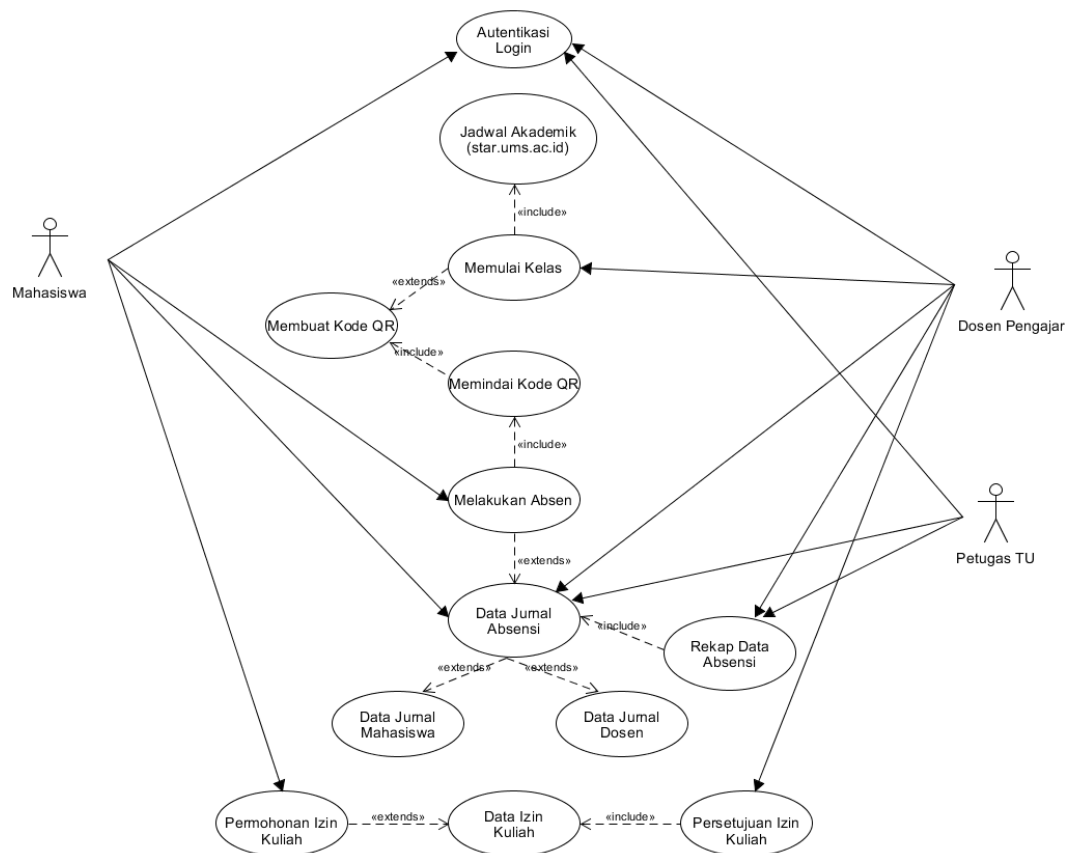 Autentikasi
Login
Jadwal Akademik
(star.ums.ac.id)
«include»
Mahasiswa
Memulai Kelas
Dosen Pengajar
«extends»
Membuat Kode QR
«include»
Memindai Kode QR
«include»
Melakukan Absen
Petugas TU
«extends»
Data Jurnal
Absensi
«include»
Rekap Data
Absensi
«extends»
«extends»
Data Jurnal
Mahasiswa
Data Jurnal
Dosen
Permohonan Izin
Kuliah
«extends»
Data Izin
Kuliah
«include»
Persetujuan Izin
Kuliah